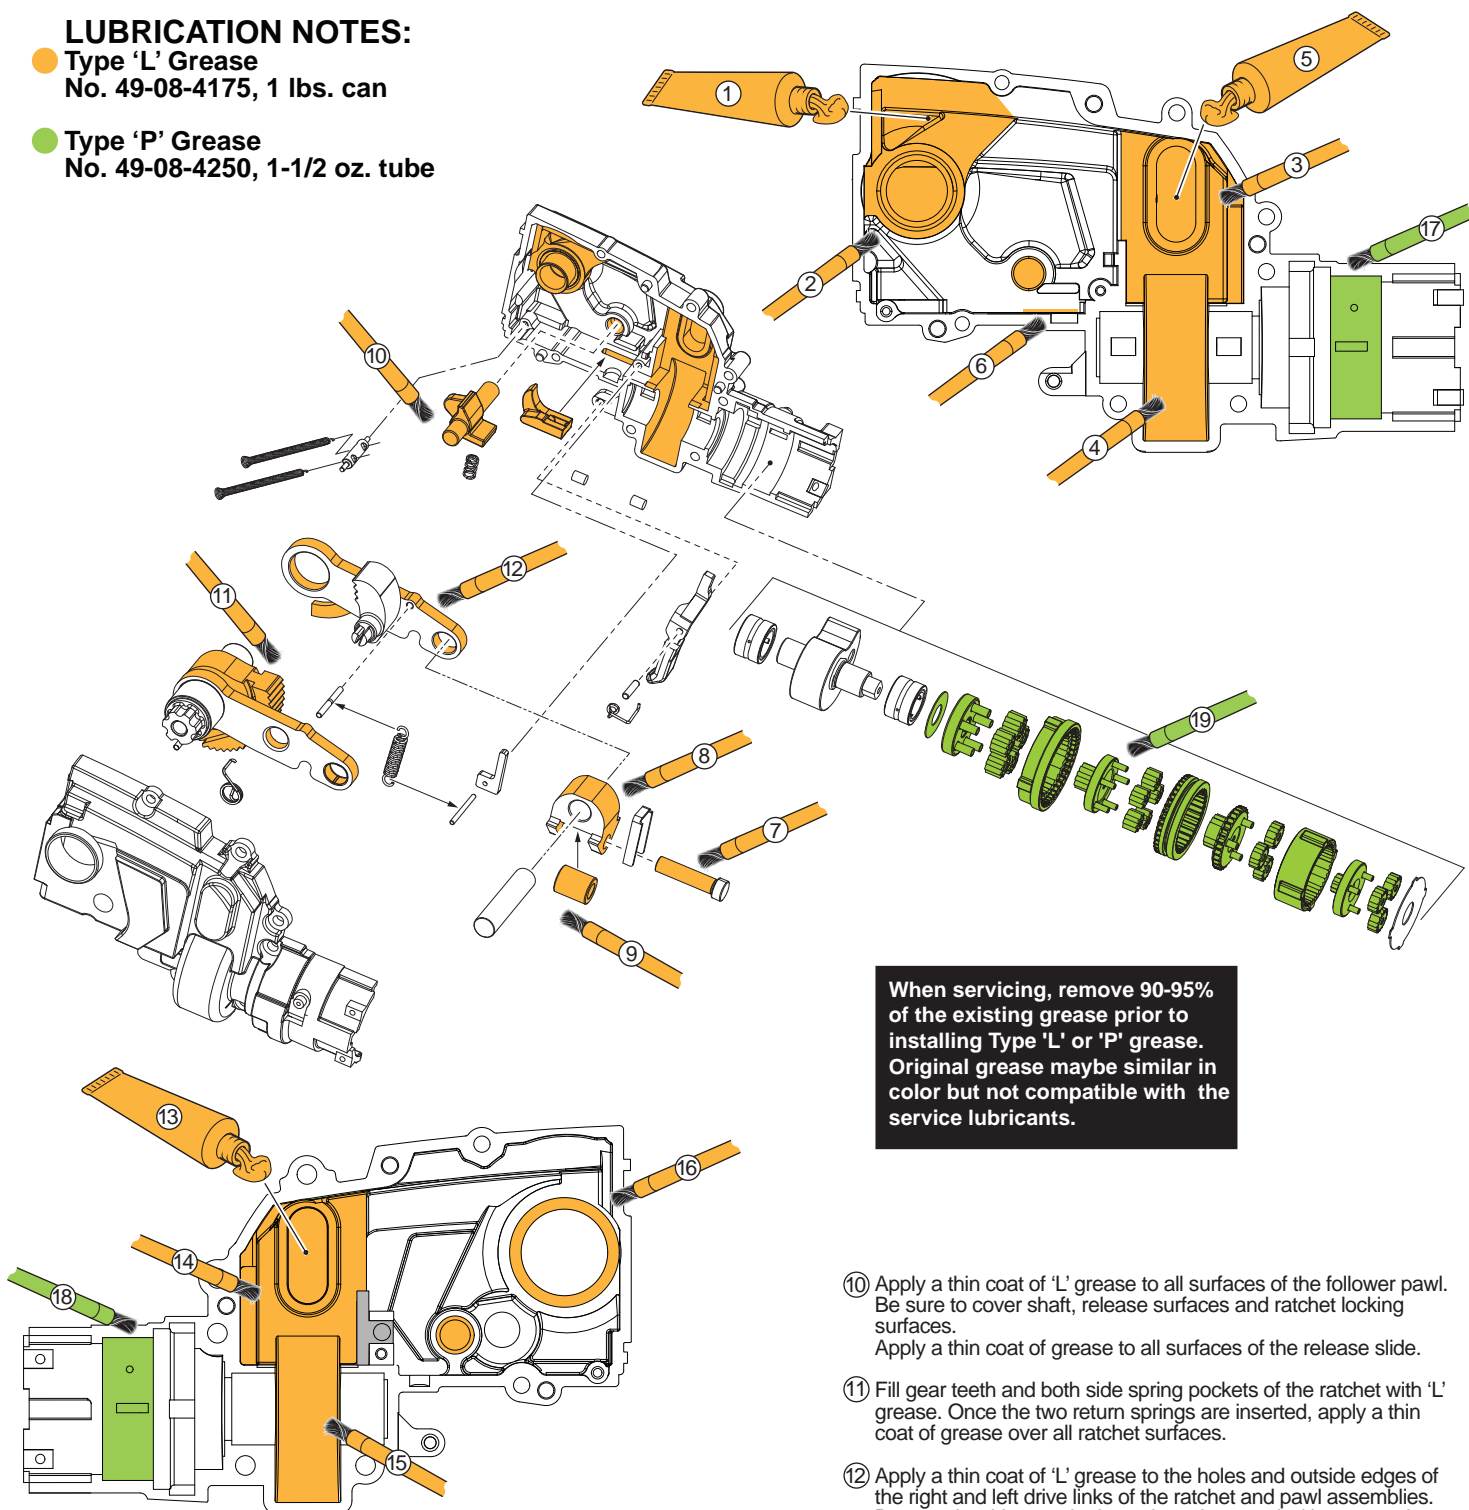 LUBRICATION NOTES:
Type ‘L’ Grease
No. 49-08-4175, 1 lbs. can
Type ‘P’ Grease
No. 49-08-4250, 1-1/2 oz. tube
1
5
3
17
2
6
4
10
12
11
19
8
7
9
When servicing, remove 90-95%
of the existing grease prior to
installing Type 'L' or 'P' grease.
Original grease maybe similar in
color but not compatible with the
service lubricants.
13
16
14
18
15
10 Apply a thin coat of ‘L’ grease to all surfaces of the follower pawl.
Be sure to cover shaft, release surfaces and ratchet locking
surfaces.
Apply a thin coat of grease to all surfaces of the release slide.
11 Fill gear teeth and both side spring pockets of the ratchet with ‘L’
grease. Once the two return springs are inserted, apply a thin
coat of grease over all ratchet surfaces.
12 Apply a thin coat of ‘L’ grease to the holes and outside edges of
the right and left drive links of the ratchet and pawl assemblies.